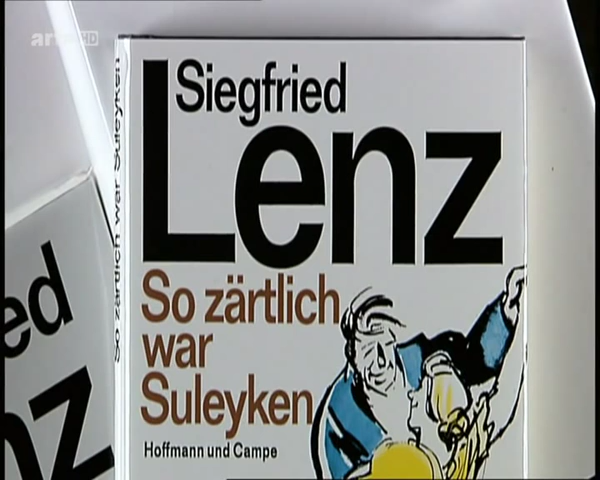 arte HD
Siegfried
Lenz
So zärtlich
war
Suleyken
Hoffmann und Campe
So zärtlich war Suleyken
ed
nz